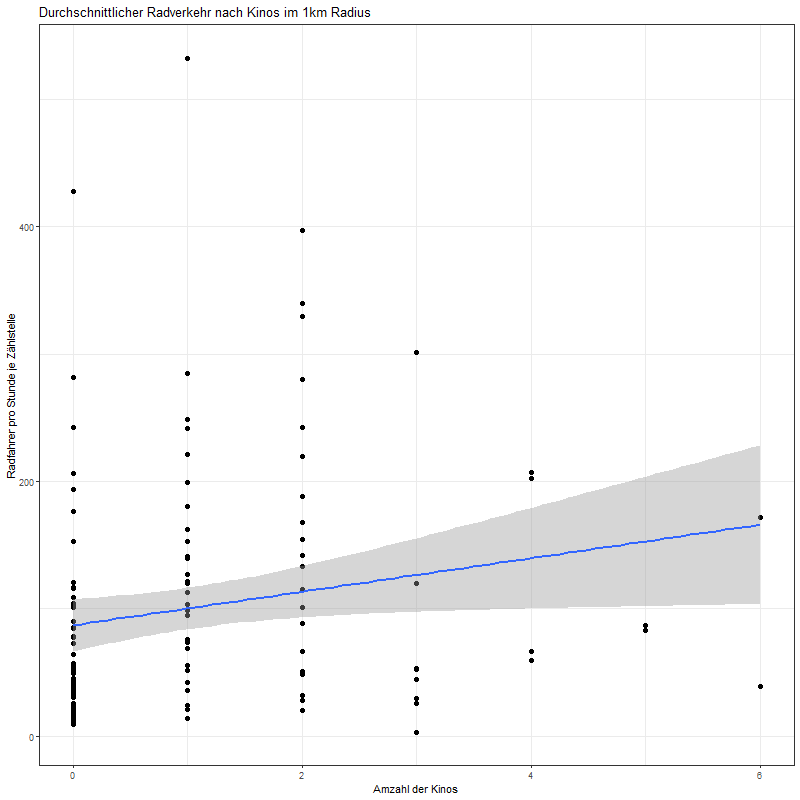 Durchschnittlicher Radverkehr nach Kinos im 1km Radius
Radfahrer pro Stunde je Zählstelle
400
200
0
0
2
4
6
Amzahl der Kinos